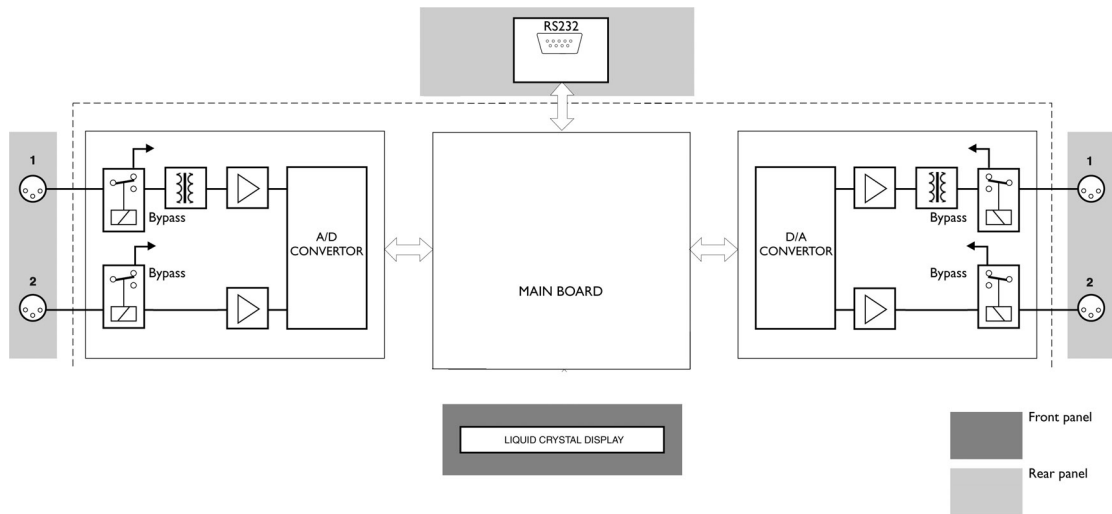 RS232
1
Bypass
A/D
CONVERTOR
2
Bypass
MAIN BOARD
D/A
CONVERTOR
Bypass
1
Bypass
2
LIQUID CRYSTAL DISPLAY
Front panel
Rear panel